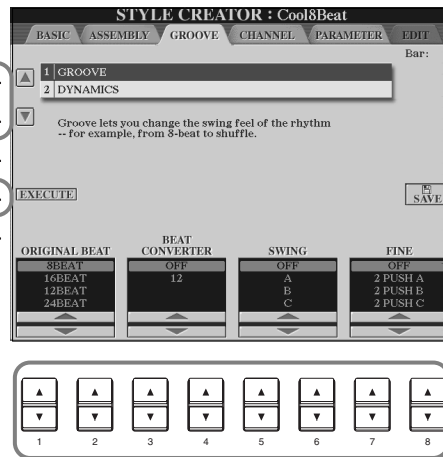 STYLE CREATOR : Cool8Beat
BASIC ASSEMBLY GROOVE CHANNEL PARAMETER EDIT
Bar:
1 GROOVE
2 DYNAMICS
Groove lets you change the swing feel of the rhythm
-- for example, from 8-beat to shuffle.
EXECUTE
SAVE
ORIGINAL BEAT BEAT CONVERTER SWING FINE
8BEAT OFF OFF OFF
16BEAT 12 A 2 PUSH A
12BEAT B 2 PUSH B
24BEAT C 2 PUSH C
1 2 3 4 5 6 7 8